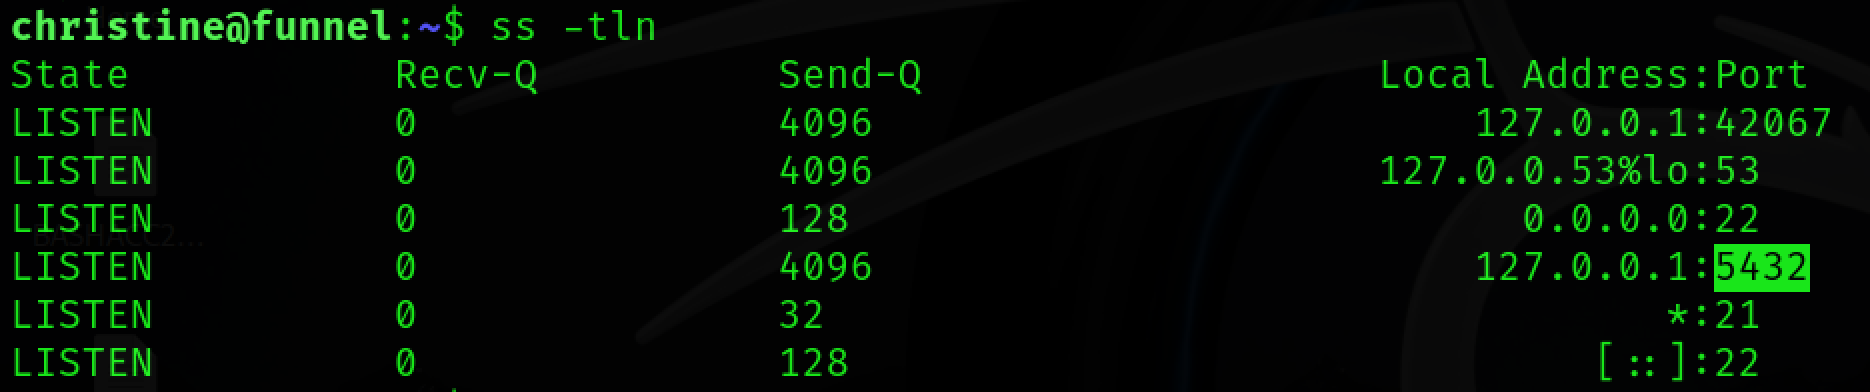 christine@funnel:~$ ss -tln
State Recv-Q Send-Q Local Address:Port
LISTEN 0 4096 127.0.0.1:42067
LISTEN 0 4096 127.0.0.53%lo:53
LISTEN 0 128 0.0.0.0:22
LISTEN 0 4096 127.0.0.1:5432
LISTEN 0 32 *:21
LISTEN 0 128 [::]:22